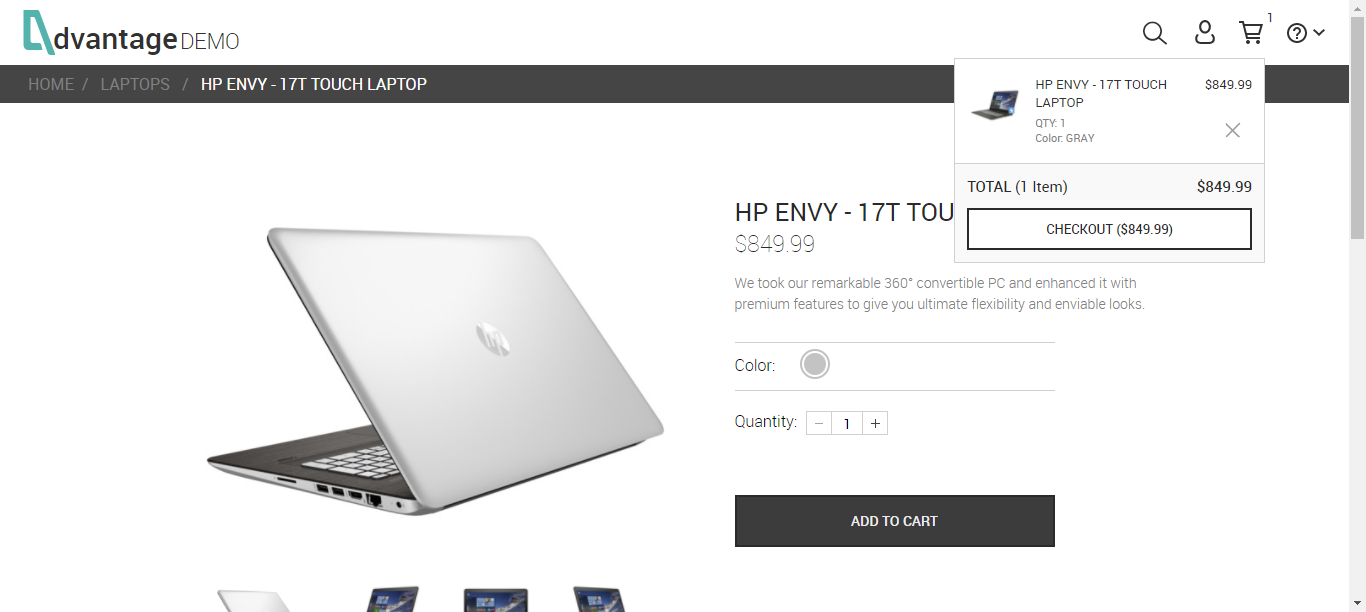 dvantage DEMO
1
HOME / LAPTOPS / HP ENVY - 17T TOUCH LAPTOP
HP ENVY - 17T TOUCH $849.99
LAPTOP
QTY: 1
Color: GRAY
TOTAL (1 Item) $849.99
CHECKOUT ($849.99)
HP ENVY - 17T TOU
$849.99
We took our remarkable 360° convertible PC and enhanced it with
premium features to give you ultimate flexibility and enviable looks.
Color:
Quantity: − 1 +
ADD TO CART